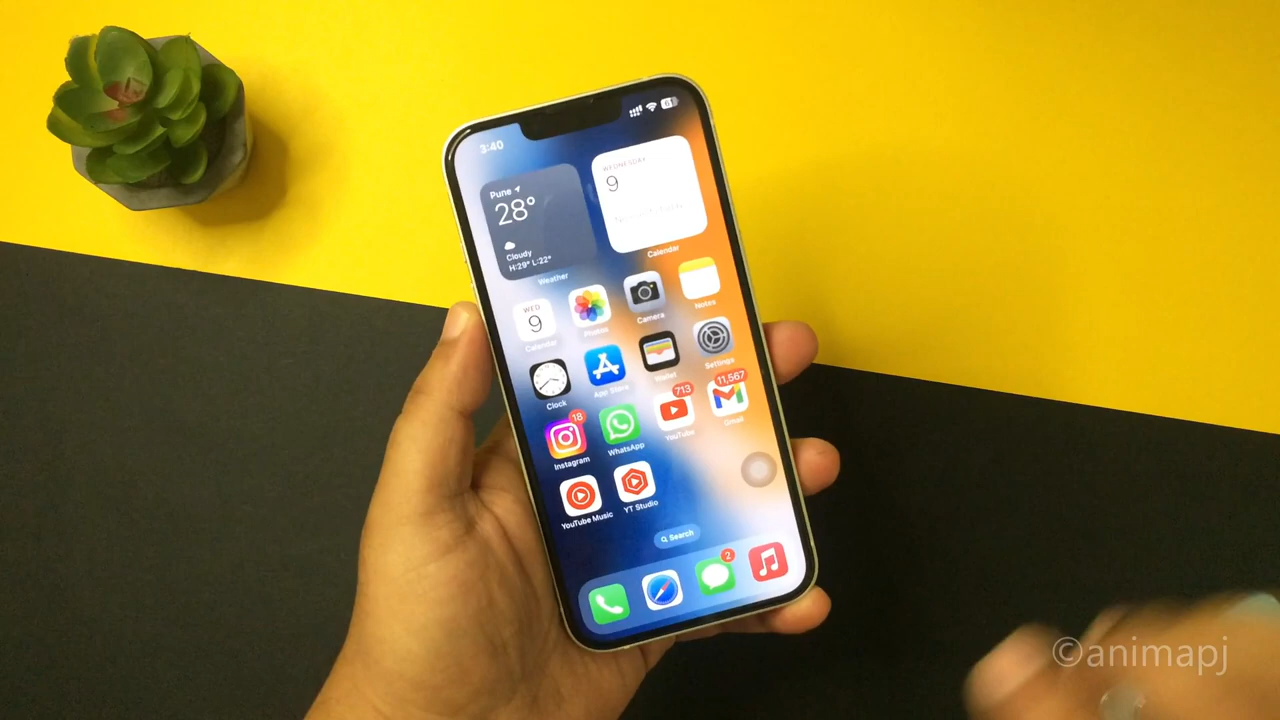 3:40
Pune
28°
Cloudy
H:29° L:22°
Weather
WEDNESDAY
9
Calendar
WED
9
Calendar
Photos
Camera
Notes
Clock
App Store
Wallet
Settings
18
Instagram
WhatsApp
713
YouTube
11,567
Gmail
YouTube Music
YT Studio
Search
2
©animapj